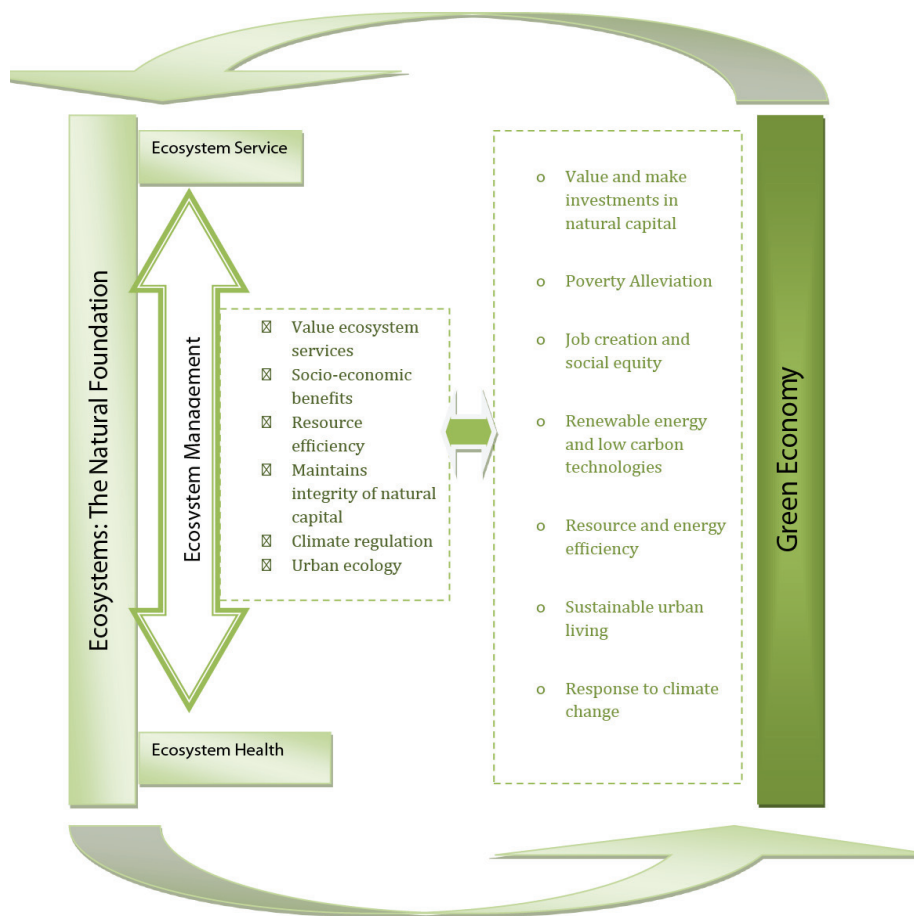 Ecosystems: The Natural Foundation
Ecosystem Service
Ecosystem Management
Ecosystem Health
Value ecosystem
services
Socio-economic
benefits
Resource
efficiency
Maintains
integrity of natural
capital
Climate regulation
Urban ecology
o Value and make
investments in
natural capital
o Poverty Alleviation
o Job creation and
social equity
o Renewable energy
and low carbon
technologies
o Resource and energy
efficiency
o Sustainable urban
living
o Response to climate
change
Green Economy